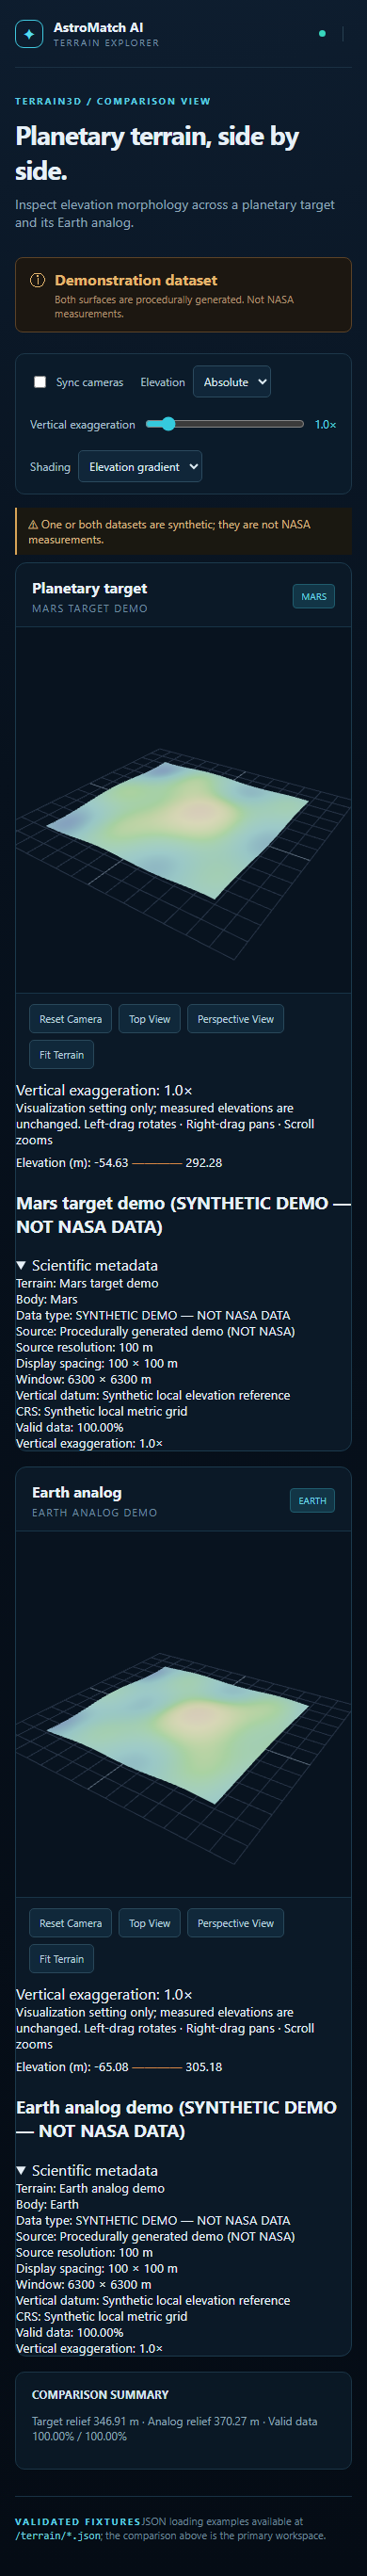 AstroMatch AI
TERRAIN EXPLORER
TERRAIN3D / COMPARISON VIEW
Planetary terrain, side by
side.
Inspect elevation morphology across a planetary target
and its Earth analog.
Demonstration dataset
Both surfaces are procedurally generated. Not NASA
measurements.
Sync cameras Elevation Absolute
Vertical exaggeration 1.0×
Shading Elevation gradient
⚠ One or both datasets are synthetic; they are not NASA
measurements.
Planetary target
MARS TARGET DEMO
MARS
Reset Camera Top View Perspective View
Fit Terrain
Vertical exaggeration: 1.0×
Visualization setting only; measured elevations are
unchanged. Left-drag rotates · Right-drag pans · Scroll
zooms
Elevation (m): -54.63 ———— 292.28
Mars target demo (SYNTHETIC DEMO —
NOT NASA DATA)
▼ Scientific metadata
Terrain: Mars target demo
Body: Mars
Data type: SYNTHETIC DEMO — NOT NASA DATA
Source: Procedurally generated demo (NOT NASA)
Source resolution: 100 m
Display spacing: 100 × 100 m
Window: 6300 × 6300 m
Vertical datum: Synthetic local elevation reference
CRS: Synthetic local metric grid
Valid data: 100.00%
Vertical exaggeration: 1.0×
Earth analog
EARTH ANALOG DEMO
EARTH
Reset Camera Top View Perspective View
Fit Terrain
Vertical exaggeration: 1.0×
Visualization setting only; measured elevations are
unchanged. Left-drag rotates · Right-drag pans · Scroll
zooms
Elevation (m): -65.08 ———— 305.18
Earth analog demo (SYNTHETIC DEMO
— NOT NASA DATA)
▼ Scientific metadata
Terrain: Earth analog demo
Body: Earth
Data type: SYNTHETIC DEMO — NOT NASA DATA
Source: Procedurally generated demo (NOT NASA)
Source resolution: 100 m
Display spacing: 100 × 100 m
Window: 6300 × 6300 m
Vertical datum: Synthetic local elevation reference
CRS: Synthetic local metric grid
Valid data: 100.00%
Vertical exaggeration: 1.0×
COMPARISON SUMMARY
Target relief 346.91 m · Analog relief 370.27 m · Valid data
100.00% / 100.00%
VALIDATED FIXTURESJSON loading examples available at
/terrain/*.json; the comparison above is the primary workspace.